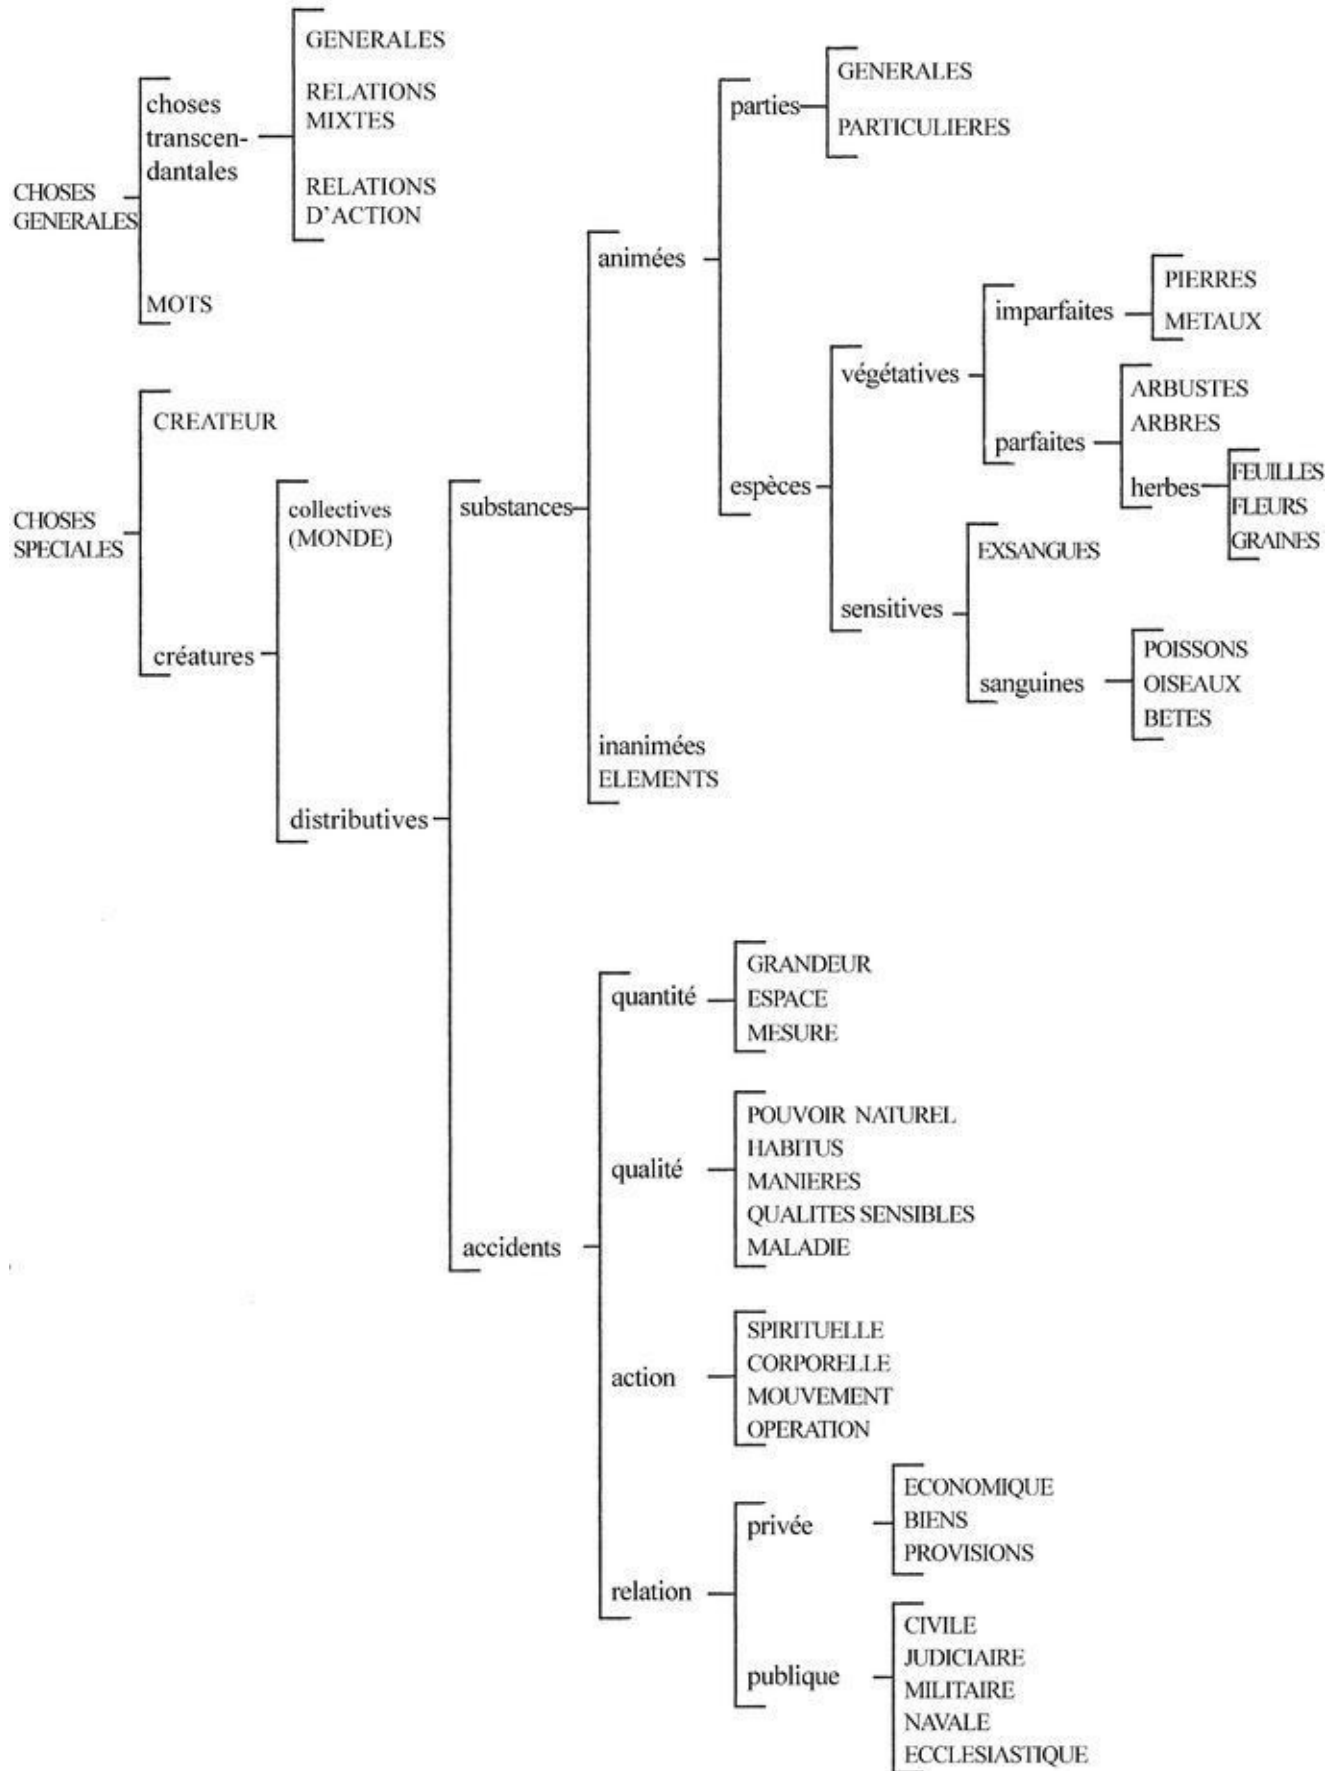 GENERALES
RELATIONS
MIXTES
RELATIONS
D'ACTION
choses
transcen-
dantales
CHOSES
GENERALES
MOTS
CREATEUR
CHOSES
SPECIALES
créatures
collectives
(MONDE)
distributives
substances
animées
parties
GENERALES
PARTICULIERES
espèces
végétatives
imparfaites
PIERRES
METAUX
parfaites
ARBUSTES
ARBRES
herbes
FEUILLES
FLEURS
GRAINES
sensitives
EXSANGUES
sanguines
POISSONS
OISEAUX
BETES
inanimées
ELEMENTS
accidents
quantité
GRANDEUR
ESPACE
MESURE
qualité
POUVOIR NATUREL
HABITUS
MANIERES
QUALITES SENSIBLES
MALADIE
action
SPIRITUELLE
CORPORELLE
MOUVEMENT
OPERATION
relation
privée
ECONOMIQUE
BIENS
PROVISIONS
publique
CIVILE
JUDICIAIRE
MILITAIRE
NAVALE
ECCLESIASTIQUE